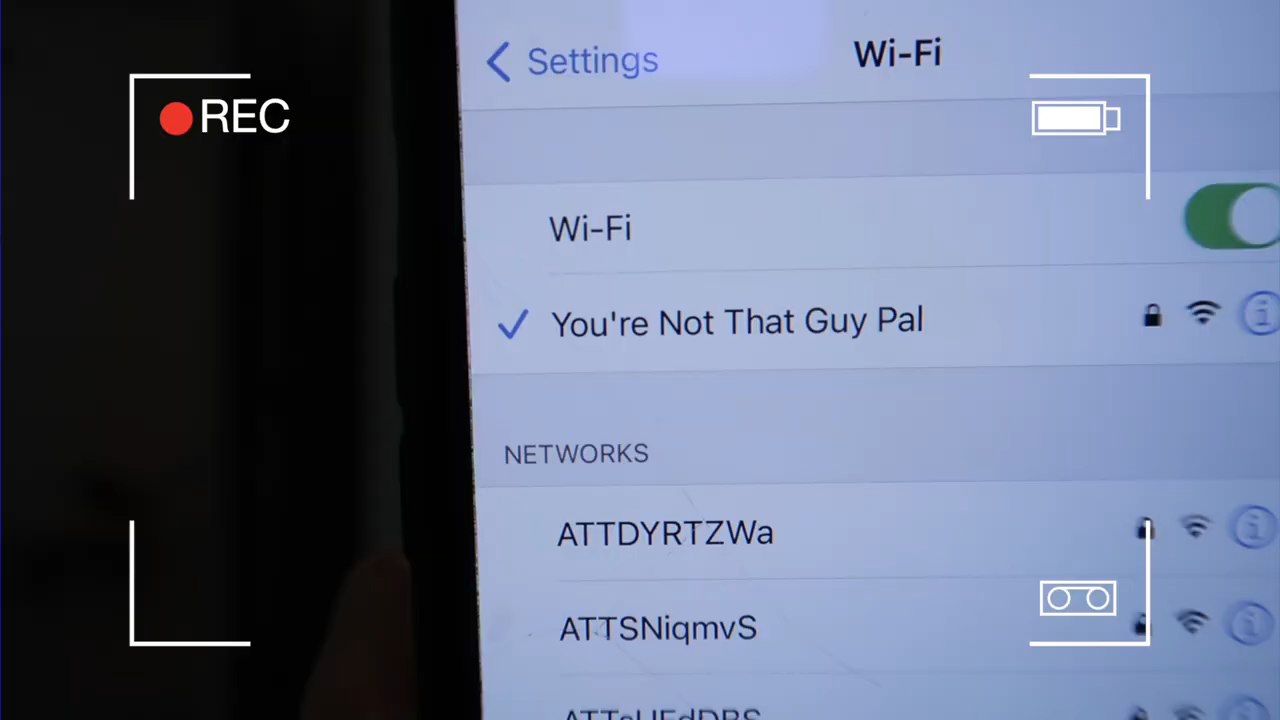 Settings
Wi-Fi
REC
Wi-Fi
You're Not That Guy Pal
NETWORKS
ATTDYRTZWa
ATTSNiqmvS